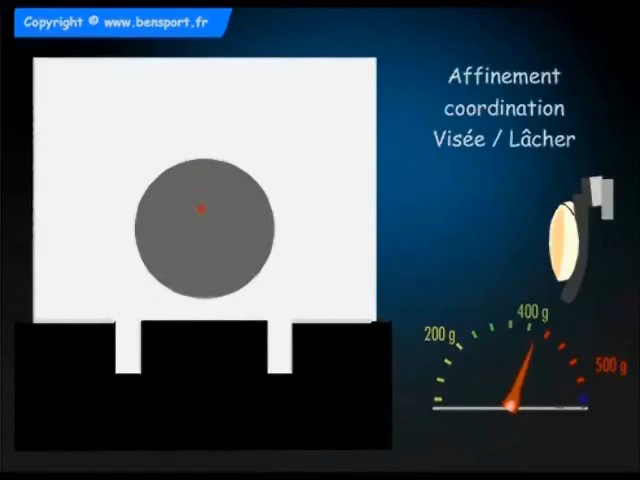 Copyright © www.bensport.fr
Affinement
coordination
Visée / Lâcher
400 g
200 g
500 g